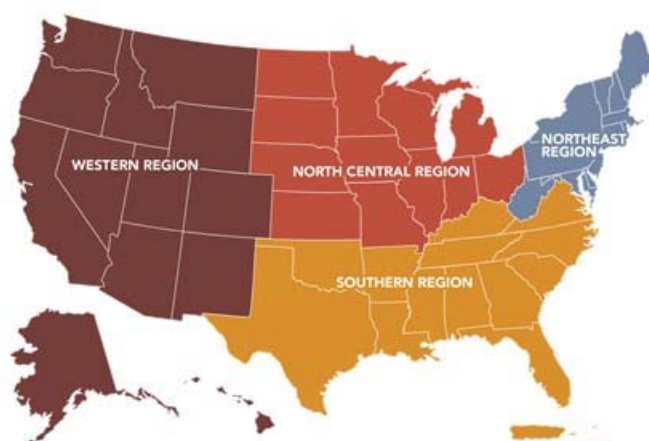 NORTHEAST
REGION
WESTERN REGION
NORTH CENTRAL REGION
SOUTHERN REGION